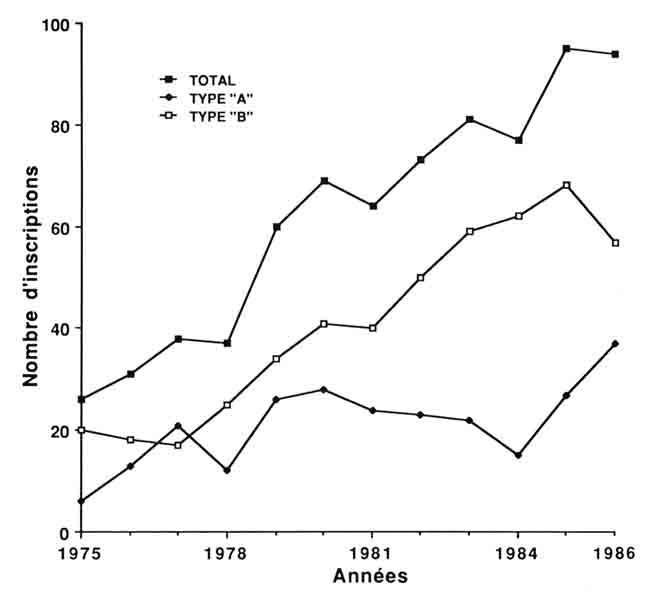 100
TOTAL
TYPE "A"
TYPE "B"
80
60
40
20
0
Nombre d'inscriptions
1975 1978 1981 1984 1986
Années